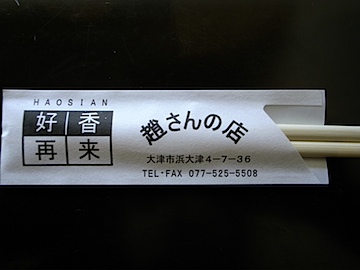 HAOSIAN
好香
再来
趙さんの店
大津市浜大津4-7-36
TEL·FAX 077-525-5508